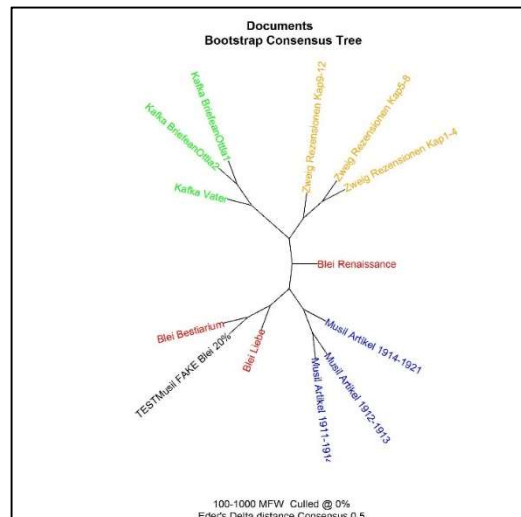 Documents
Bootstrap Consensus Tree
Kafka BriefeanOttla1
Kafka BriefeanOttla2
Kafka Vater
Zweig Rezensionen Kap9-12
Zweig Rezensionen Kap5-8
Zweig Rezensionen Kap1-4
Blei Renaissance
Blei Bestiarium
TESTMusil FAKE Blei 20%
Blei Liebe
Musil Artikel 1914-1921
Musil Artikel 1912-1913
Musil Artikel 1911-1914
100-1000 MFW Culled @ 0%
Eder's Delta distance Consensus 0.5